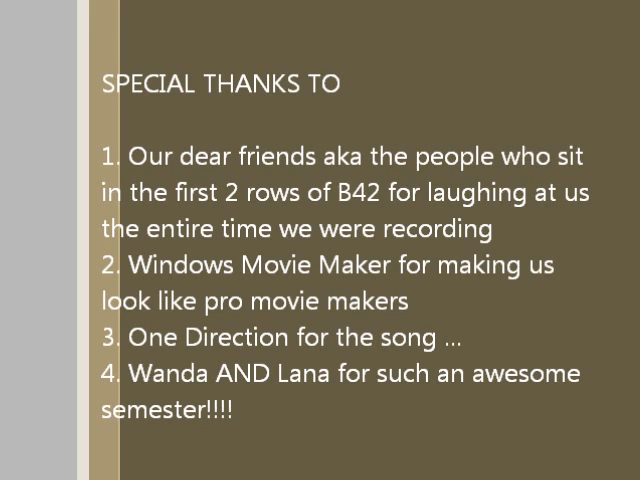 SPECIAL THANKS TO
1. Our dear friends aka the people who sit
in the first 2 rows of B42 for laughing at us
the entire time we were recording
2. Windows Movie Maker for making us
look like pro movie makers
3. One Direction for the song ...
4. Wanda AND Lana for such an awesome
semester!!!!